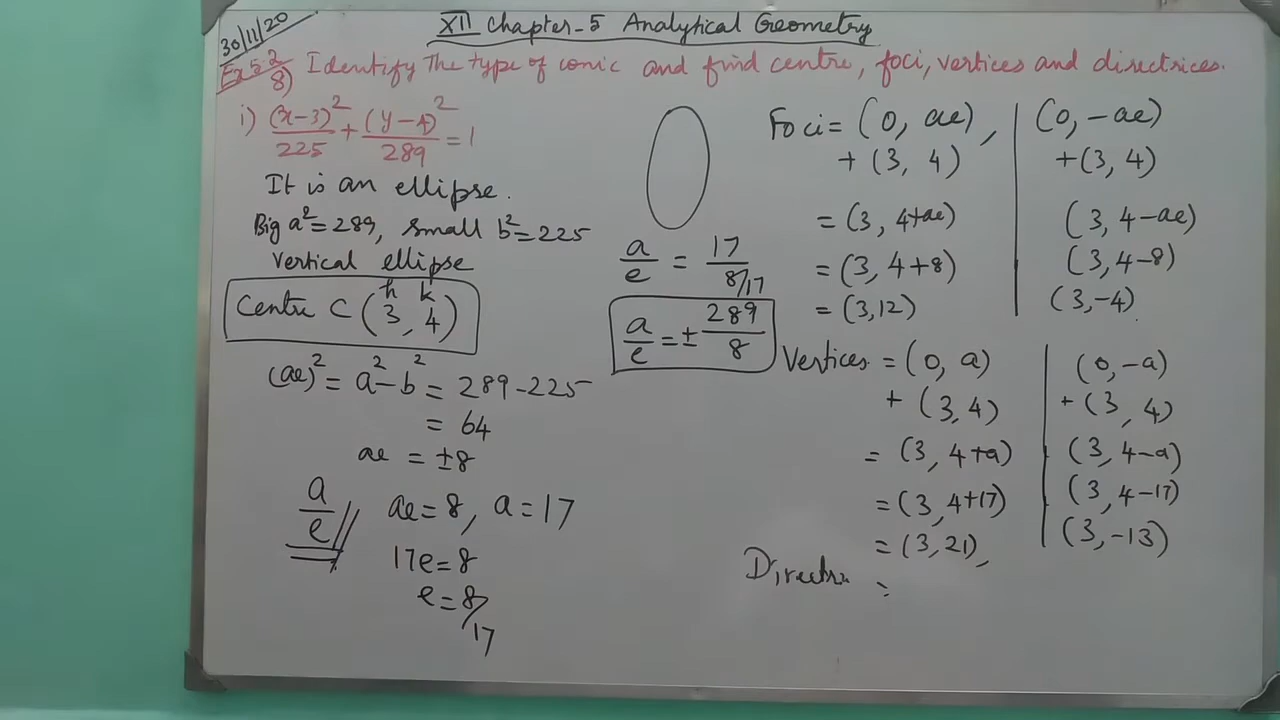 30/11/20
XII Chapter-5 Analytical Geometry
Ex 5.2/8) Identify The type of conic and find centre, foci, vertices and directrices.
i) (x-3)²/225 + (y-4)²/289 = 1
It is an ellipse.
Big a²=289, small b²=225
Vertical ellipse
h k
Centre C (3, 4)
(ae)² = a²-b² = 289-225
= 64
ae = ±8
a/e
ae=8, a=17
17e=8
e=8/17
a/e = 17/(8/17)
a/e = ± 289/8
Foci = (0, ae), | (0, -ae)
+ (3, 4) | +(3, 4)
= (3, 4+ae) | (3, 4-ae)
= (3, 4+8) | (3, 4-8)
= (3,12) | (3,-4)
Vertices = (0, a) | (0,-a)
+ (3,4) | +(3, 4)
= (3, 4+a) | (3, 4-a)
= (3,4+17) | (3, 4-17)
= (3,21), | (3,-13)
Directri =